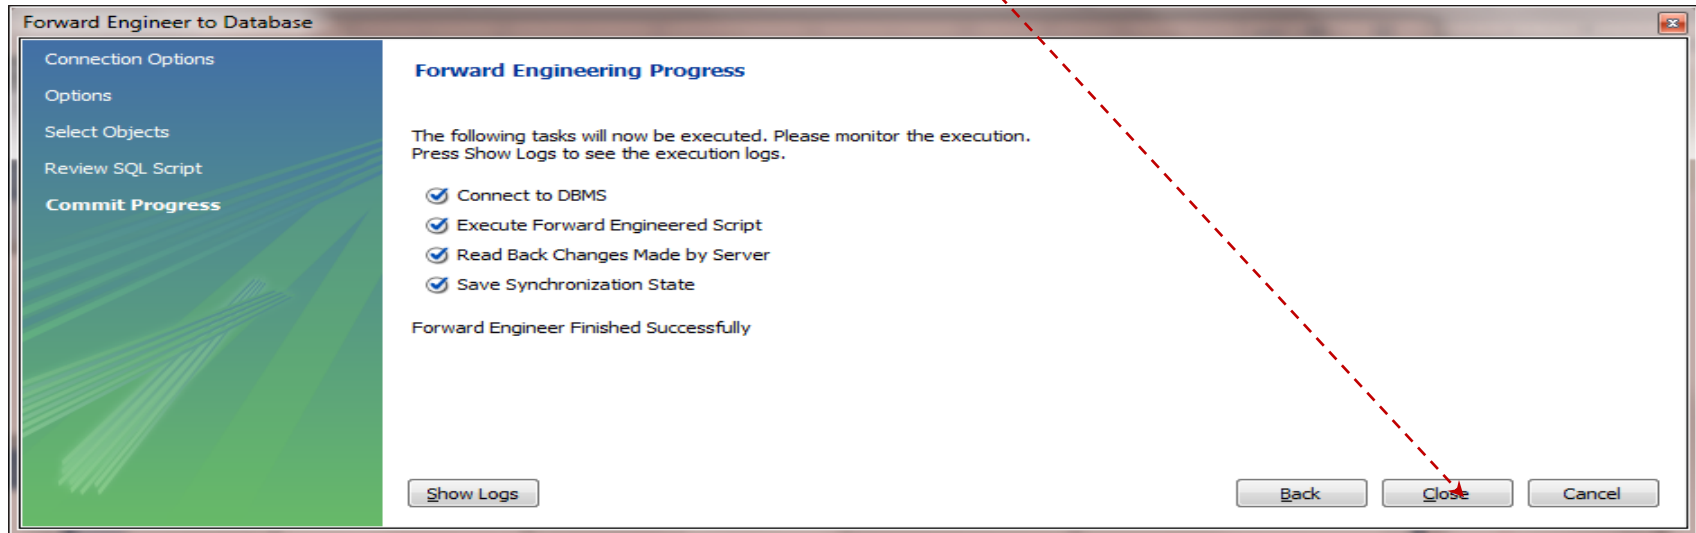 Forward Engineer to Database
Connection Options
Options
Select Objects
Review SQL Script
Commit Progress
Forward Engineering Progress
The following tasks will now be executed. Please monitor the execution.
Press Show Logs to see the execution logs.
Connect to DBMS
Execute Forward Engineered Script
Read Back Changes Made by Server
Save Synchronization State
Forward Engineer Finished Successfully
Show Logs
Back
Close
Cancel